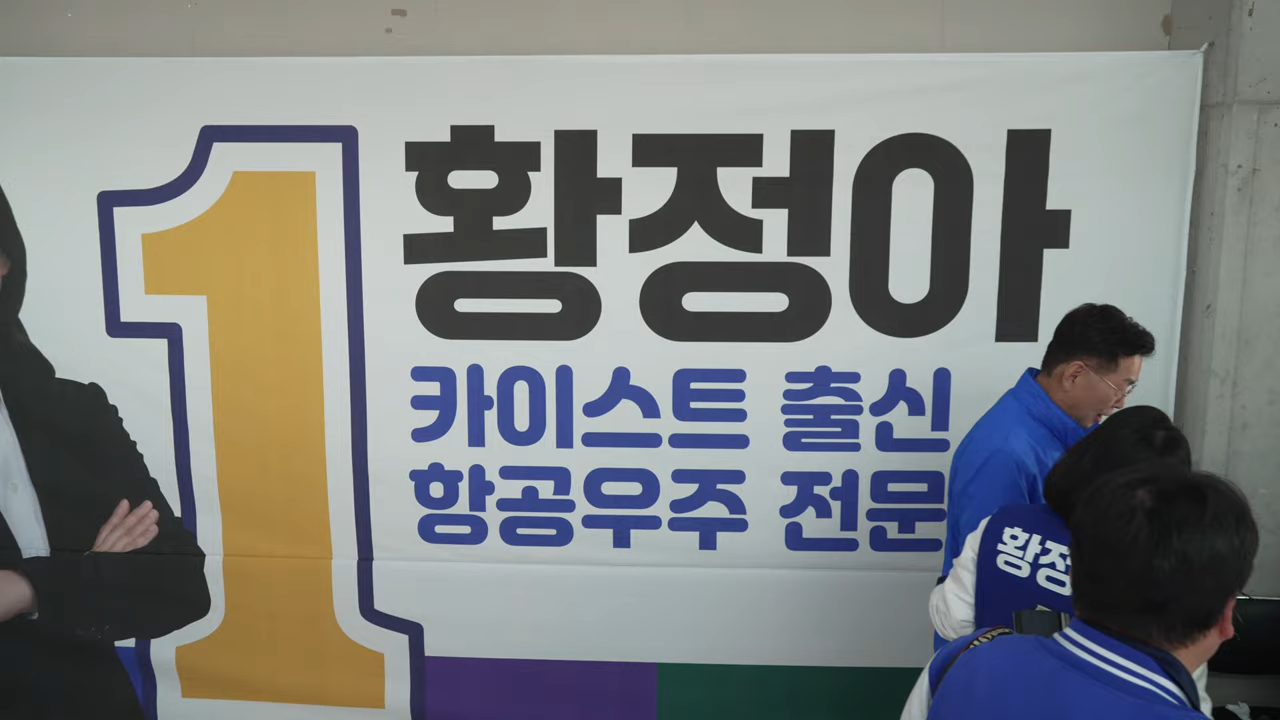 1
황정아
카이스트 출신
항공우주 전문
황정